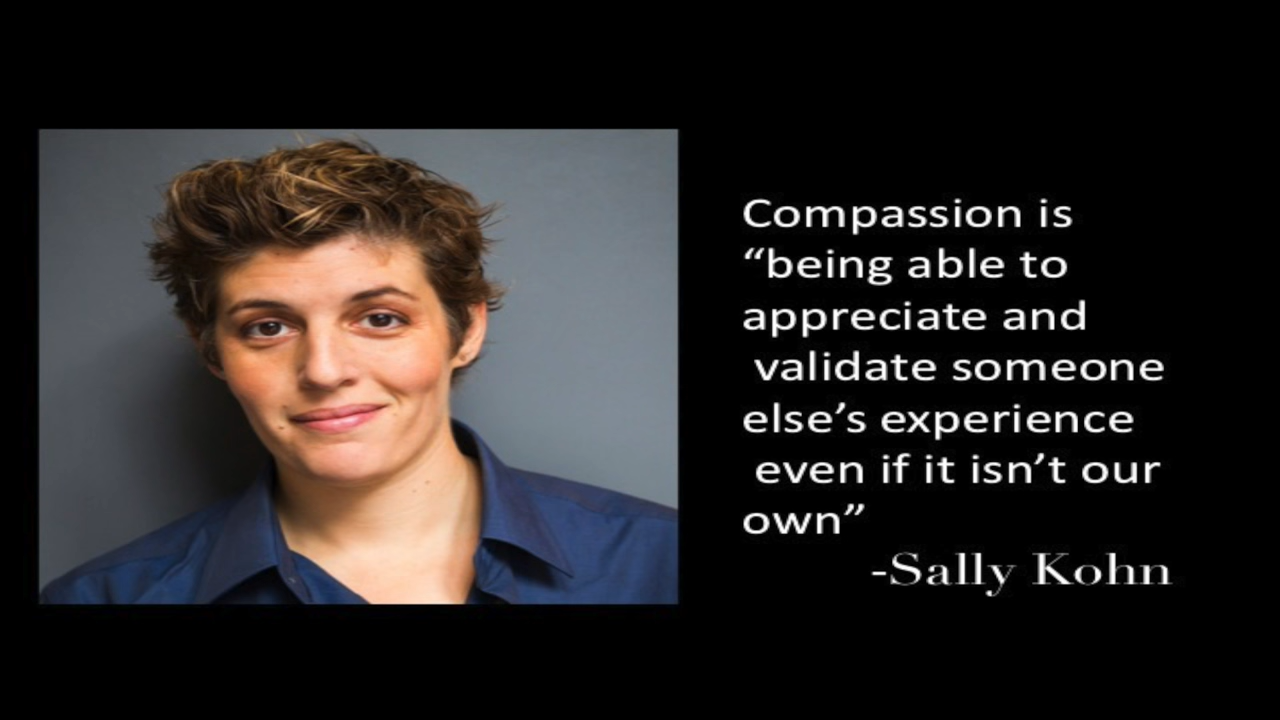 Compassion is
“being able to
appreciate and
validate someone
else’s experience
even if it isn’t our
own”
-Sally Kohn